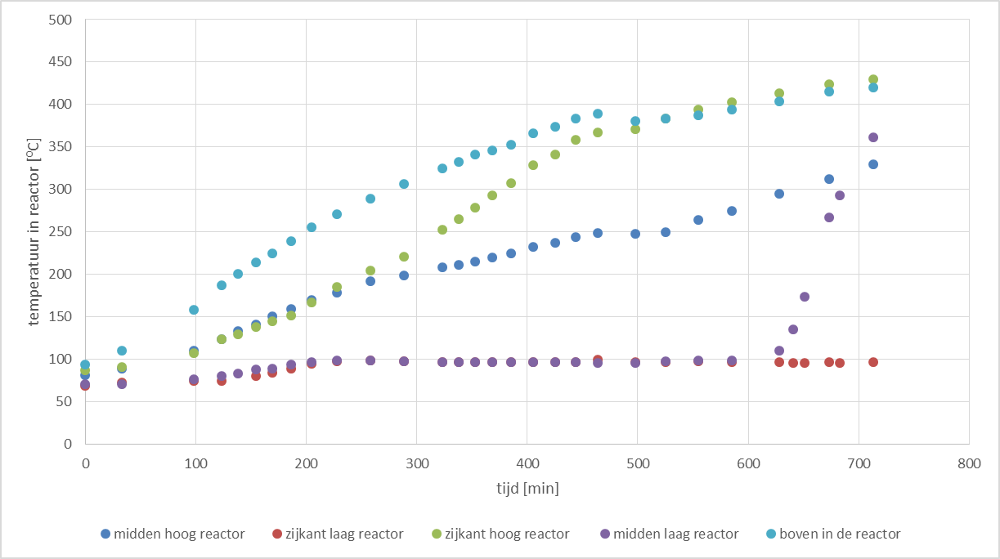 500
450
400
350
300
250
200
150
100
50
0
temperatuur in reactor [°C]
0 100 200 300 400 500 600 700 800
tijd [min]
midden hoog reactor zijkant laag reactor zijkant hoog reactor midden laag reactor boven in de reactor